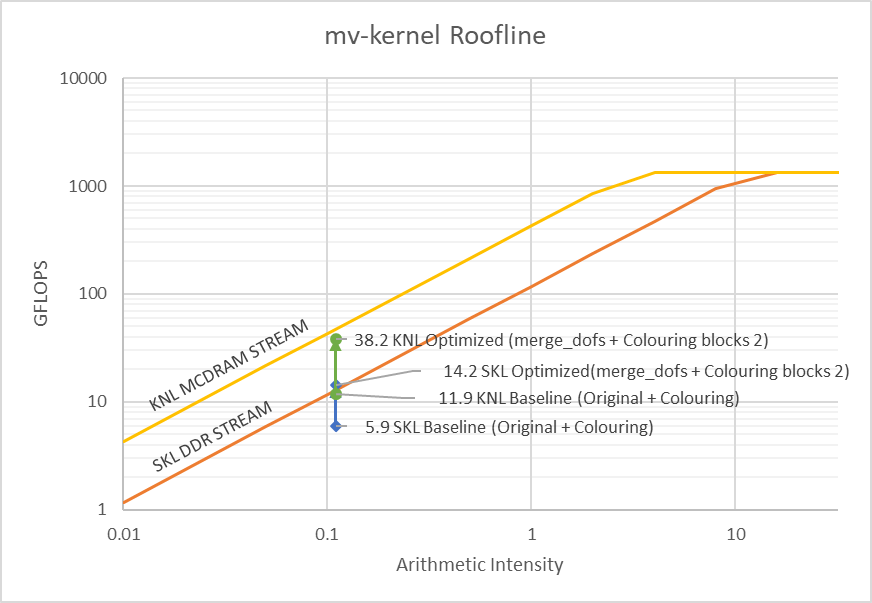 mv-kernel Roofline
10000
1000
100
10
1
GFLOPS
KNL MCDRAM STREAM
SKL DDR STREAM
38.2 KNL Optimized (merge_dofs + Colouring blocks 2)
14.2 SKL Optimized(merge_dofs + Colouring blocks 2)
11.9 KNL Baseline (Original + Colouring)
5.9 SKL Baseline (Original + Colouring)
0.01
0.1
1
10
Arithmetic Intensity